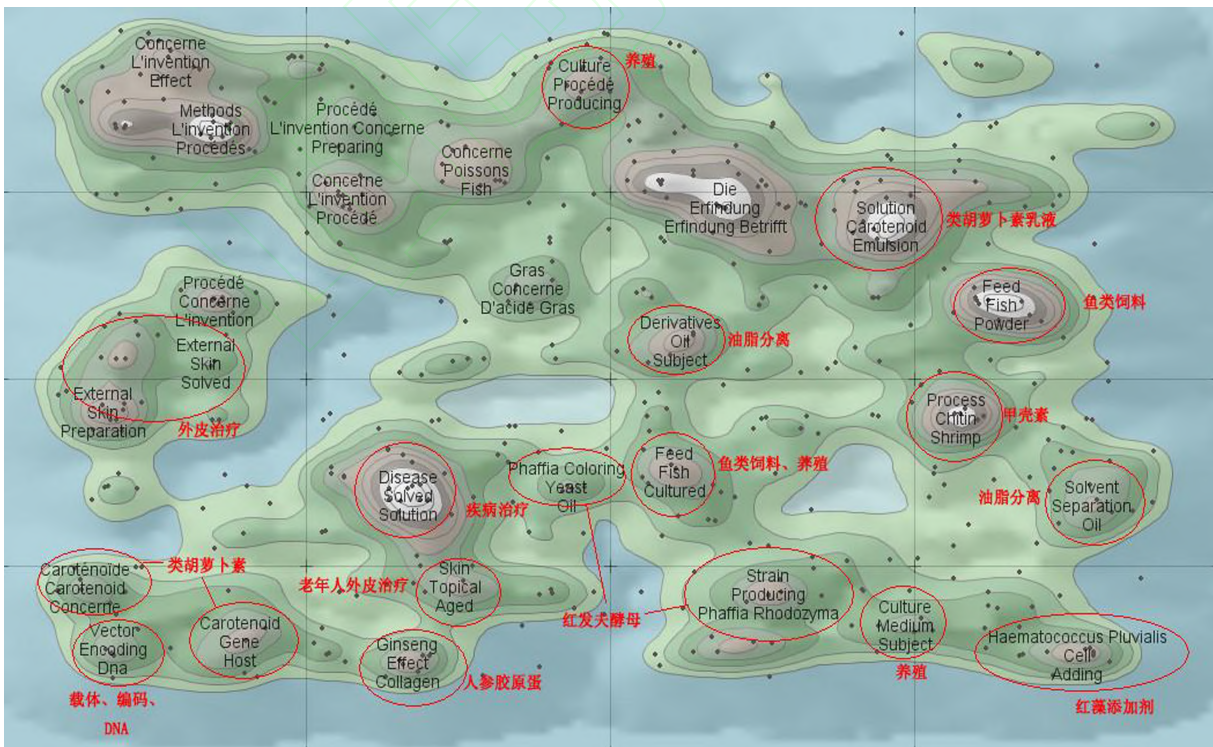 Concerne
L'invention
Effect
Culture
Procédé
Producing
养殖
Methods
L'invention
Procédés
Procédé
L'invention Concerne
Preparing
Concerne
Poissons
Fish
Concerne
L'invention
Procédé
Die
Erfindung
Erfindung Betrifft
Solution
Carotenoid
Emulsion
类胡萝卜素乳液
Gras
Concerne
D'acide Gras
Procédé
Concerne
L'invention
Feed
Fish
Powder
鱼类饲料
Derivatives
Oil
Subject
油脂分离
External
Skin
Solved
External
Skin
Preparation
外皮治疗
Process
Chitin
Shrimp
甲壳素
Disease
Solved
Solution
疾病治疗
Phaffia Coloring
Yeast
Oil
Feed
Fish
Cultured
鱼类饲料、养殖
Solvent
Separation
Oil
油脂分离
Caroténoïde
Carotenoid
Concerne
类胡萝卜素
老年人外皮治疗
Skin
Topical
Aged
红发夫酵母
Strain
Producing
Phaffia Rhodozyma
Culture
Medium
Subject
养殖
Vector
Encoding
Dna
载体、编码、
DNA
Carotenoid
Gene
Host
Ginseng
Effect
Collagen
人参胶原蛋
Haematococcus Pluvialis
Cell
Adding
红藻添加剂